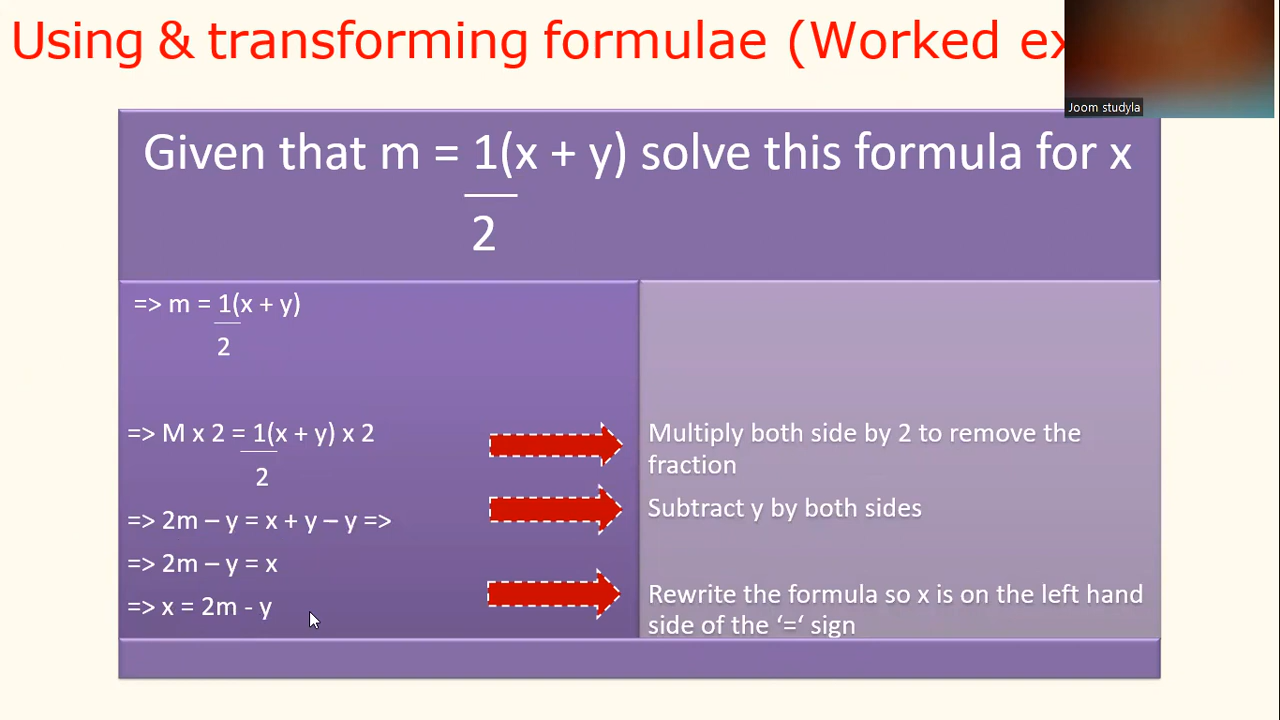 Using & transforming formulae (Worked ex
Joom studyla
Given that m = 1(x + y) solve this formula for x
2
=> m = 1(x + y)
2
=> M x 2 = 1(x + y) x 2
2
Multiply both side by 2 to remove the
fraction
=> 2m – y = x + y – y =>
Subtract y by both sides
=> 2m – y = x
=> x = 2m - y
Rewrite the formula so x is on the left hand
side of the ‘=‘ sign